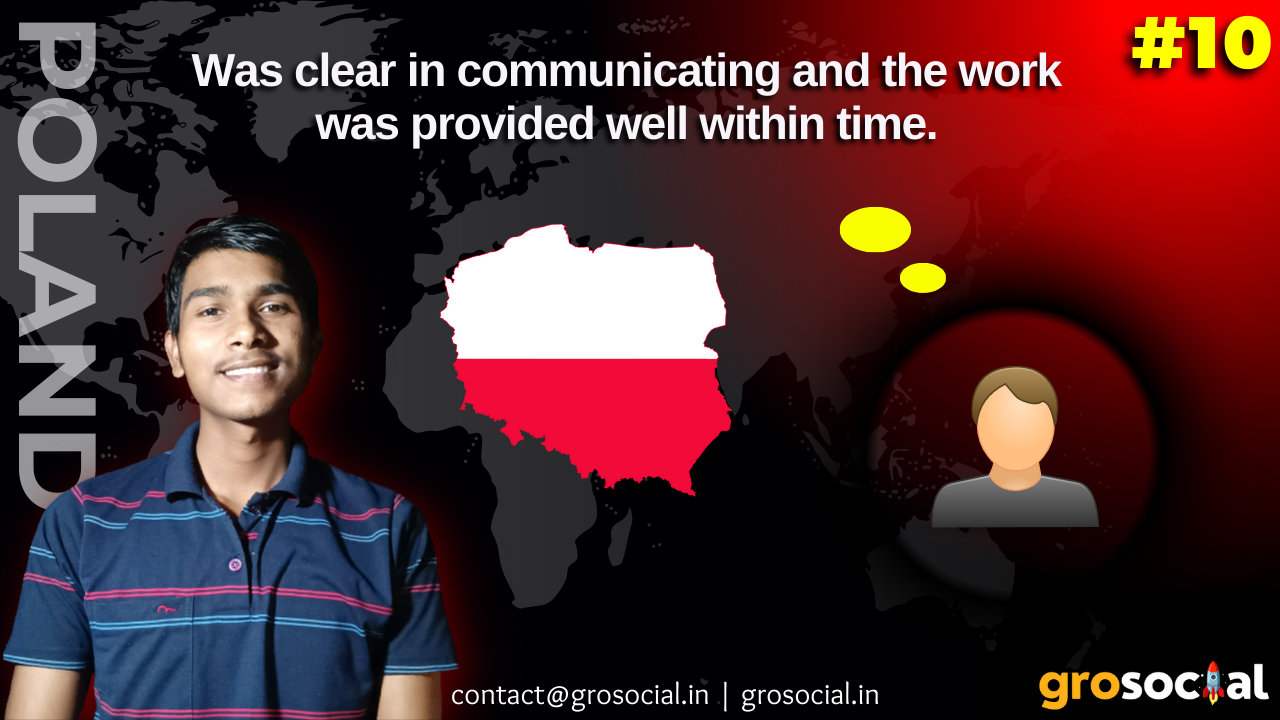 POLAND
Was clear in communicating and the work
was provided well within time.
#10
contact@grosocial.in | grosocial.in
grosocial